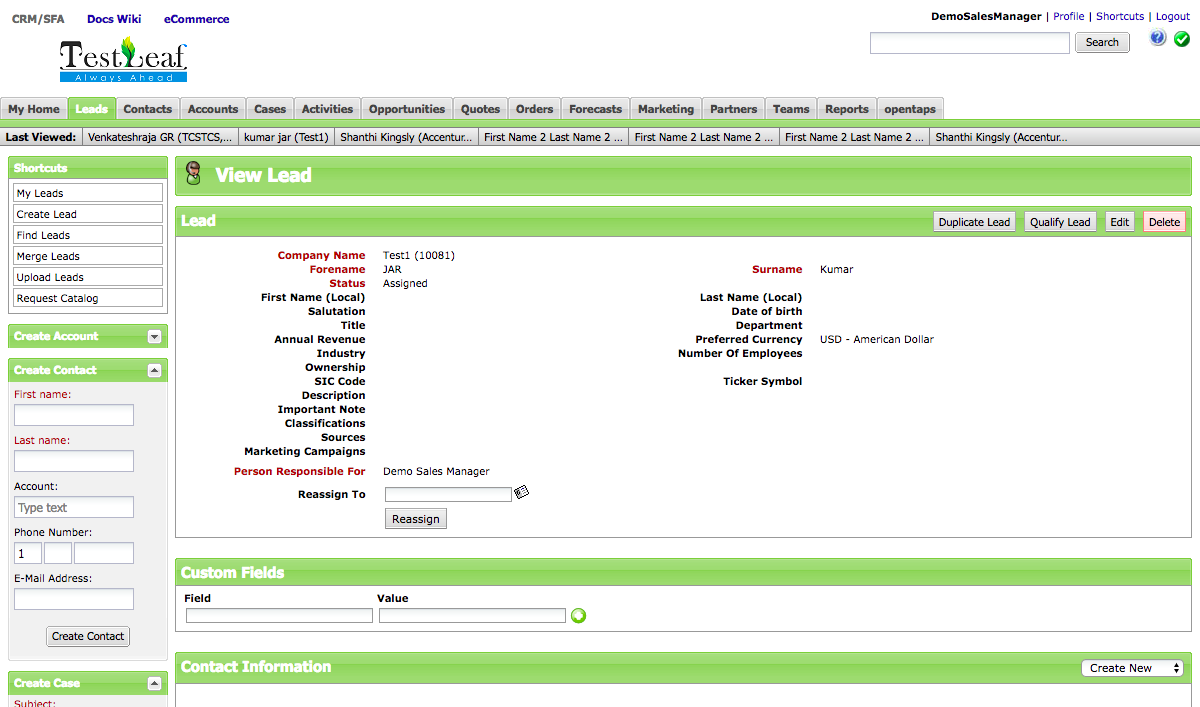 CRM/SFA Docs Wiki eCommerce
DemoSalesManager | Profile | Shortcuts | Logout
TestLeaf
Always Ahead
Search
?
My Home Leads Contacts Accounts Cases Activities Opportunities Quotes Orders Forecasts Marketing Partners Teams Reports opentaps
Last Viewed: Venkateshraja GR (TCSTCS,... kumar jar (Test1) Shanthi Kingsly (Accentur... First Name 2 Last Name 2 ... First Name 2 Last Name 2 ... First Name 2 Last Name 2 ... Shanthi Kingsly (Accentur...
Shortcuts
My Leads
Create Lead
Find Leads
Merge Leads
Upload Leads
Request Catalog
Create Account
Create Contact
First name:
Last name:
Account:
Type text
Phone Number:
1
E-Mail Address:
Create Contact
Create Case
Subject:
View Lead
Lead Duplicate Lead Qualify Lead Edit Delete
Company Name Test1 (10081)
Forename JAR Surname Kumar
Status Assigned
First Name (Local) Last Name (Local)
Salutation Date of birth
Title Department
Annual Revenue Preferred Currency USD - American Dollar
Industry Number Of Employees
Ownership
SIC Code Ticker Symbol
Description
Important Note
Classifications
Sources
Marketing Campaigns
Person Responsible For Demo Sales Manager
Reassign To
Reassign
Custom Fields
Field Value
Contact Information Create New